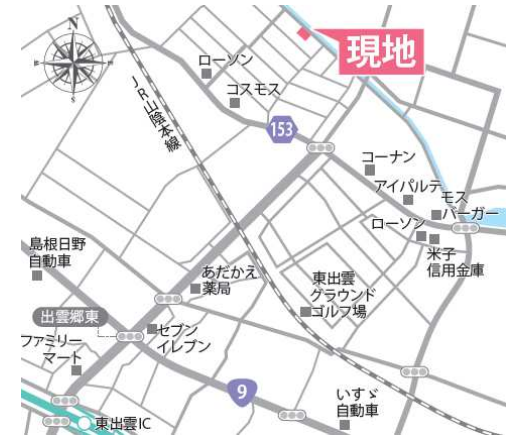 現地
ローソン
コスモス
JR山陰本線
153
コーナン
アイパルテ
モス
バーガー
ローソン
米子
信用金庫
島根日野
自動車
あだかえ
薬局
東出雲
グラウンド
ゴルフ場
出雲郷東
セブン
イレブン
ファミリー
マート
9
いすゞ
自動車
東出雲IC